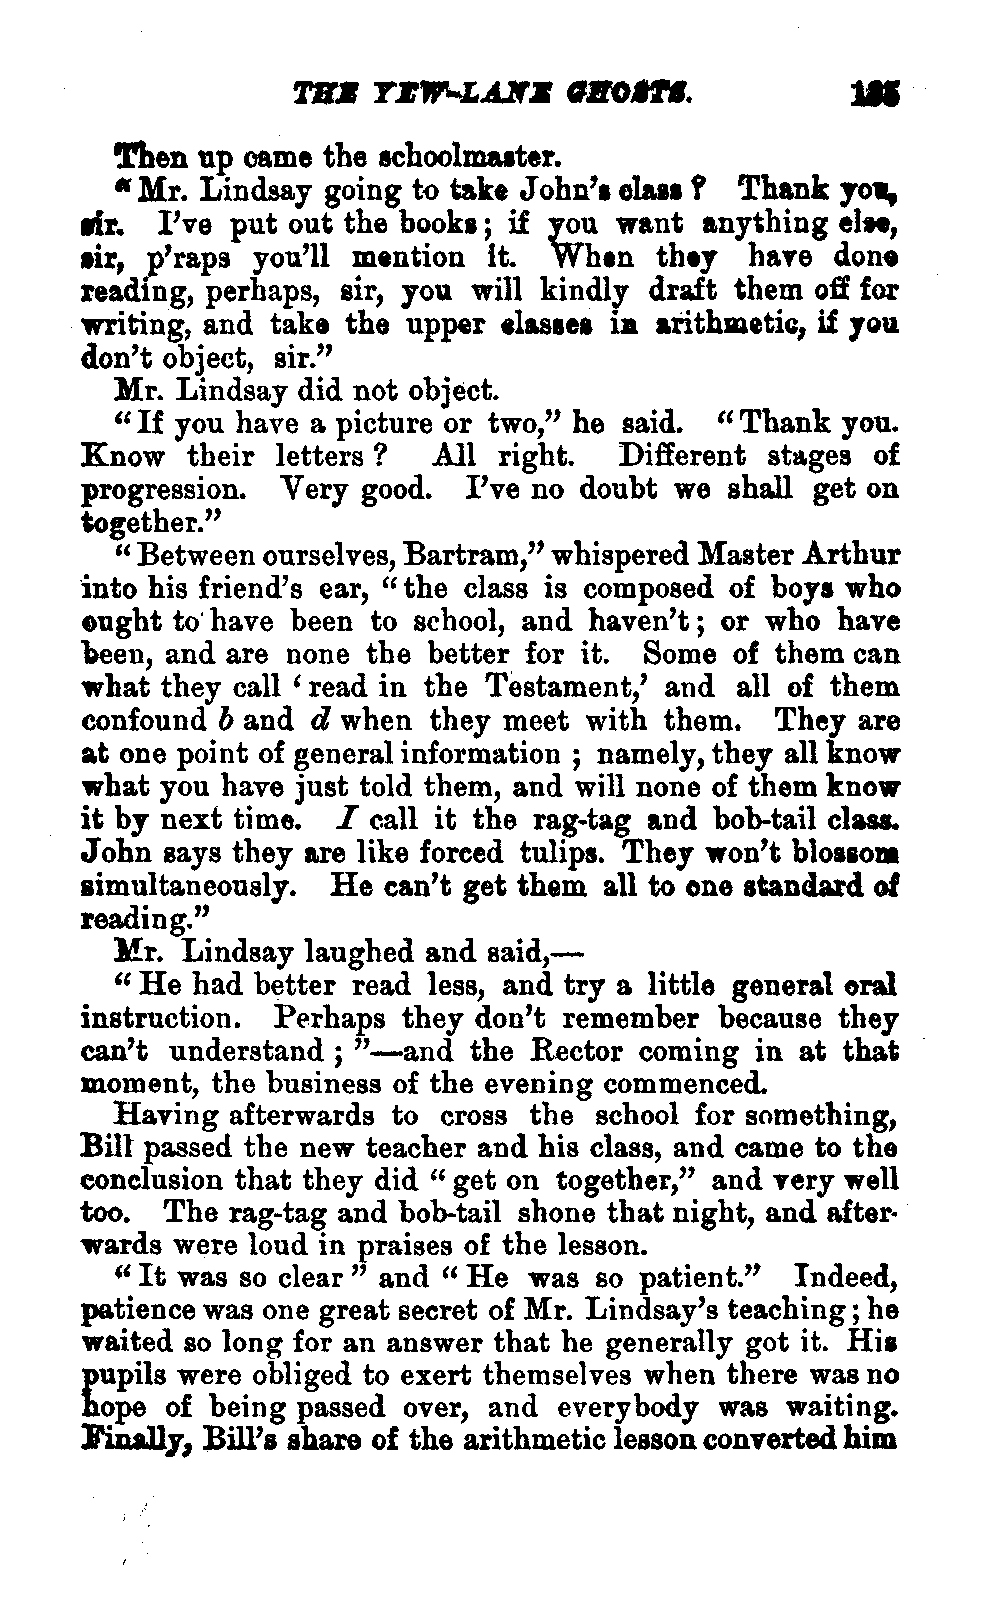 THE YEW-LANE GHOSTS. 185
Then up came the schoolmaster.
"Mr. Lindsay going to take John's class? Thank you,
sir. I've put out the books; if you want anything else,
sir, p'raps you'll mention it. When they have done
reading, perhaps, sir, you will kindly draft them off for
writing, and take the upper classes in arithmetic, if you
don't object, sir."
Mr. Lindsay did not object.
"If you have a picture or two," he said. "Thank you.
Know their letters? All right. Different stages of
progression. Very good. I've no doubt we shall get on
together."
"Between ourselves, Bartram," whispered Master Arthur
into his friend's ear, "the class is composed of boys who
ought to have been to school, and haven't; or who have
been, and are none the better for it. Some of them can
what they call 'read in the Testament,' and all of them
confound b and d when they meet with them. They are
at one point of general information; namely, they all know
what you have just told them, and will none of them know
it by next time. I call it the rag-tag and bob-tail class.
John says they are like forced tulips. They won't blossom
simultaneously. He can't get them all to one standard of
reading."
Mr. Lindsay laughed and said,—
"He had better read less, and try a little general oral
instruction. Perhaps they don't remember because they
can't understand;"—and the Rector coming in at that
moment, the business of the evening commenced.
Having afterwards to cross the school for something,
Bill passed the new teacher and his class, and came to the
conclusion that they did "get on together," and very well
too. The rag-tag and bob-tail shone that night, and after-
wards were loud in praises of the lesson.
"It was so clear" and "He was so patient." Indeed,
patience was one great secret of Mr. Lindsay's teaching; he
waited so long for an answer that he generally got it. His
pupils were obliged to exert themselves when there was no
hope of being passed over, and everybody was waiting.
Finally, Bill's share of the arithmetic lesson converted him